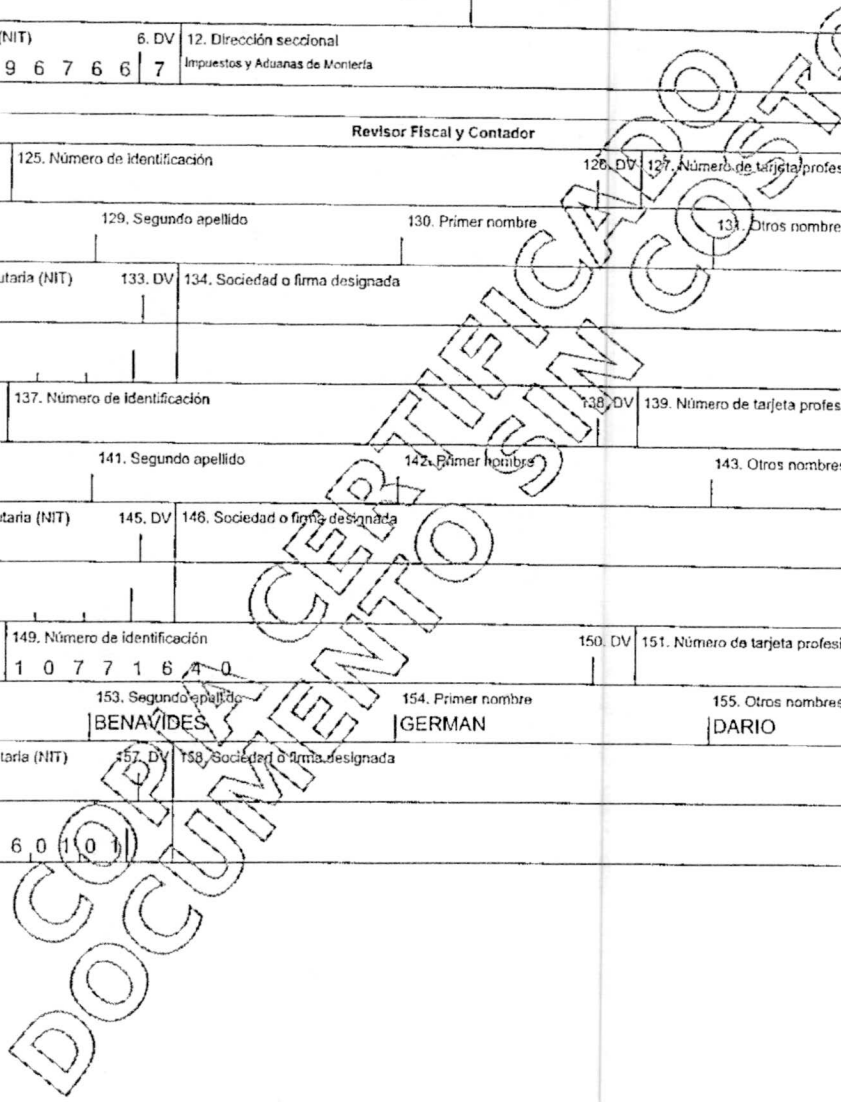 (NIT) 6. DV 12. Dirección seccional
9 6 7 6 6 7 Impuestos y Aduanas de Montería
Revisor Fiscal y Contador
125. Número de identificación 126. DV 127. Número de tarjeta profes
129. Segundo apellido 130. Primer nombre 131. Otros nombre
utaria (NIT) 133. DV 134. Sociedad o firma designada
137. Número de identificación 138. DV 139. Número de tarjeta profes
141. Segundo apellido 142. Primer nombre 143. Otros nombres
utaria (NIT) 145. DV 146. Sociedad o firma designada
149. Número de identificación 150. DV 151. Número de tarjeta profesi
1 0 7 7 1 6 4 0
153. Segundo apellido 154. Primer nombre 155. Otros nombres
BENAVIDES GERMAN DARIO
taria (NIT) 157. DV 158. Sociedad o firma designada
6 0 1 0 1
COPIA CERTIFICADO
DOCUMENTO SIN COSTO